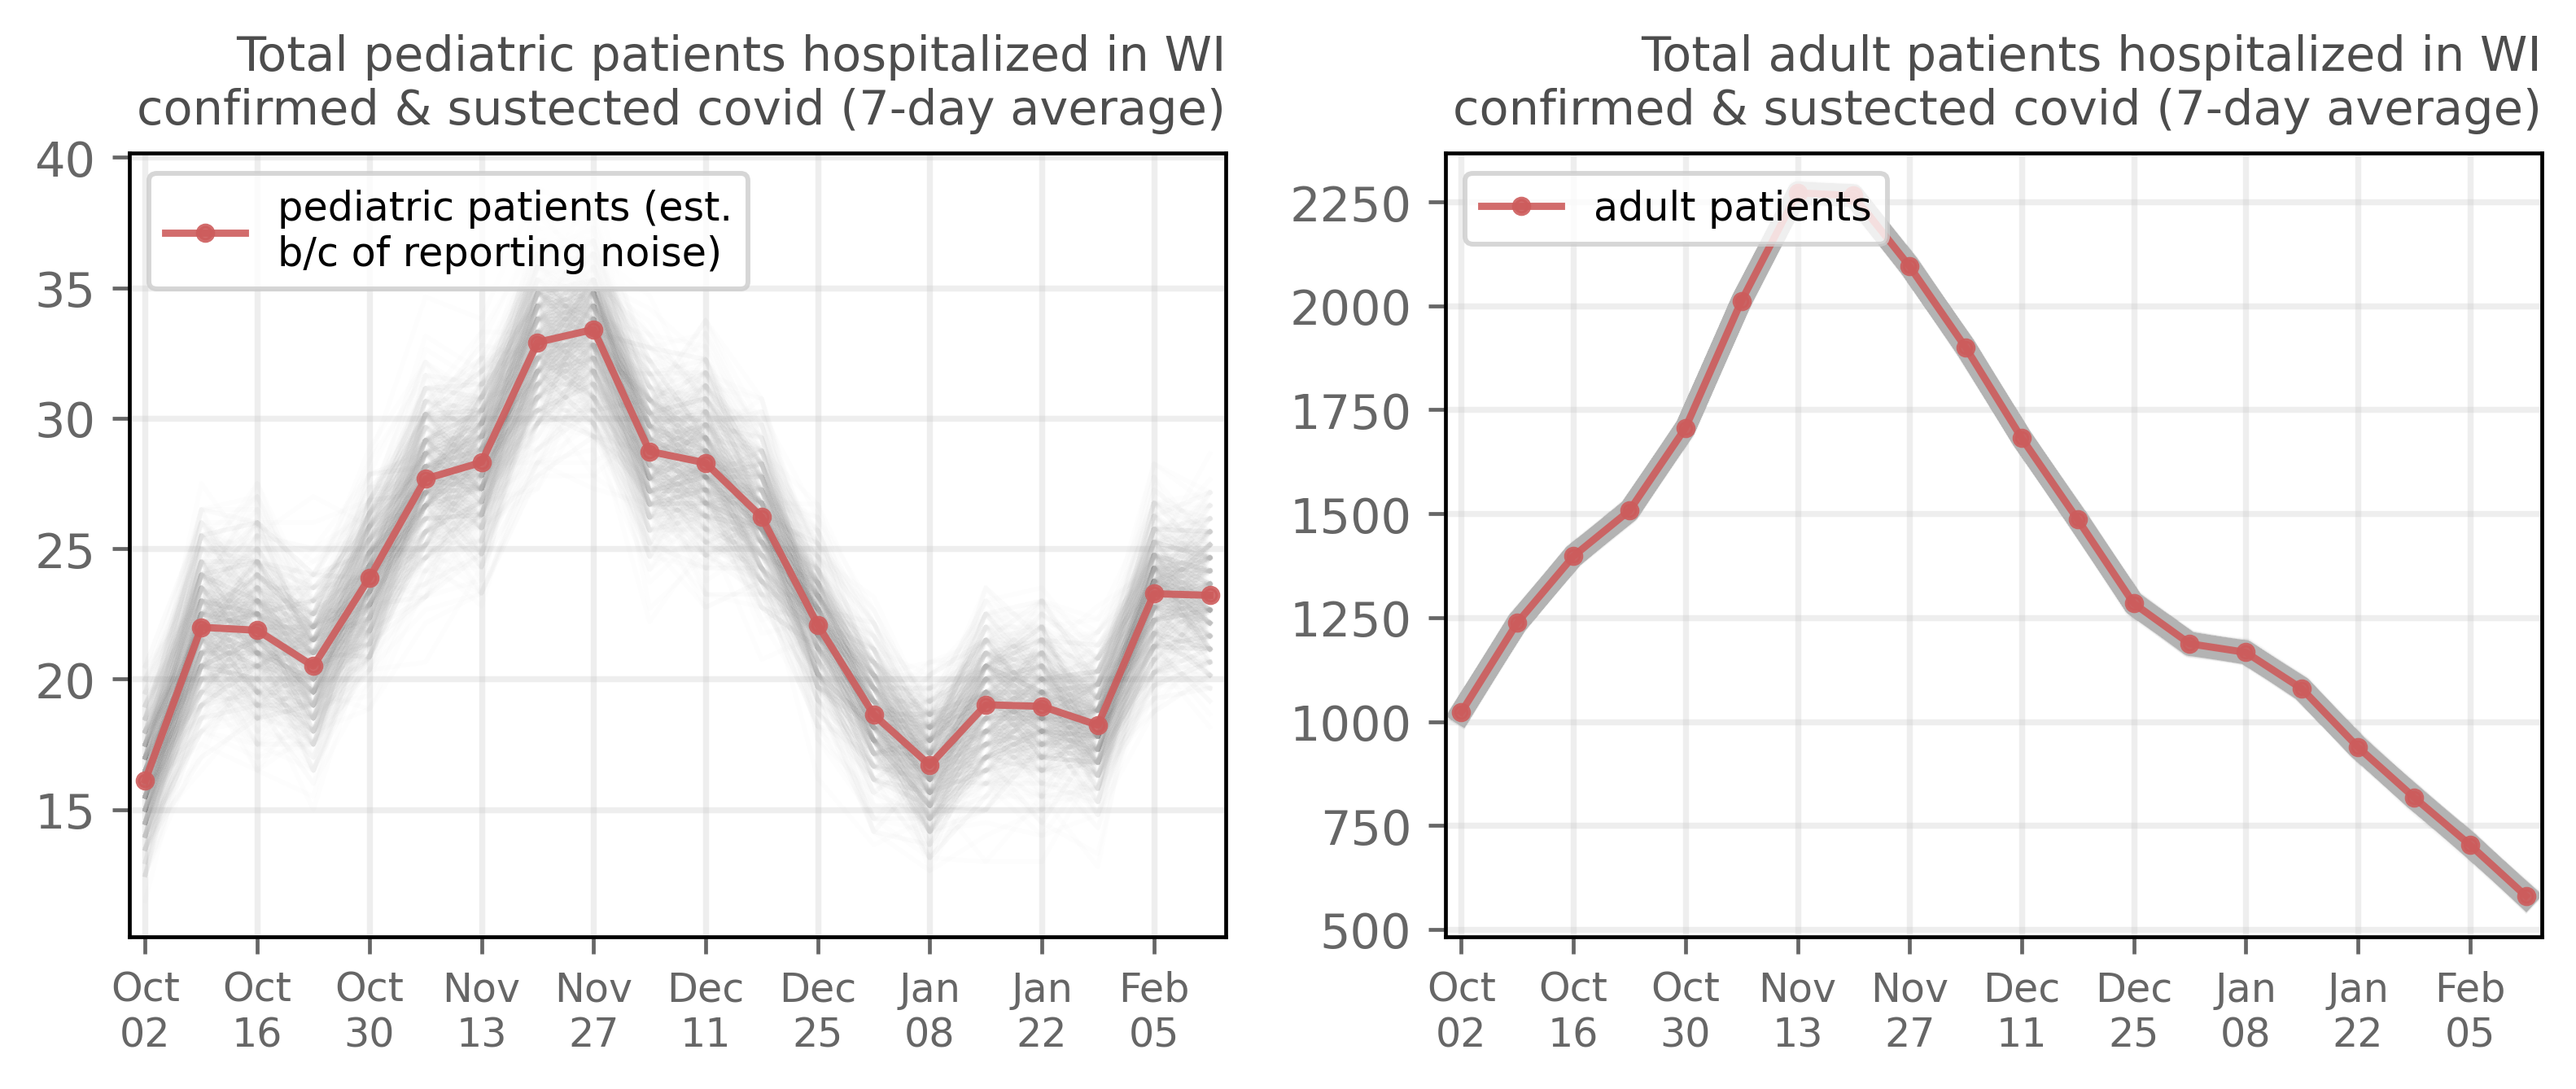 Total pediatric patients hospitalized in WI
confirmed & sustected covid (7-day average)
40
35
30
25
20
15
pediatric patients (est.
b/c of reporting noise)
Oct Oct Oct Nov Nov Dec Dec Jan Jan Feb
02 16 30 13 27 11 25 08 22 05
Total adult patients hospitalized in WI
confirmed & sustected covid (7-day average)
2250
2000
1750
1500
1250
1000
750
500
adult patients
Oct Oct Oct Nov Nov Dec Dec Jan Jan Feb
02 16 30 13 27 11 25 08 22 05